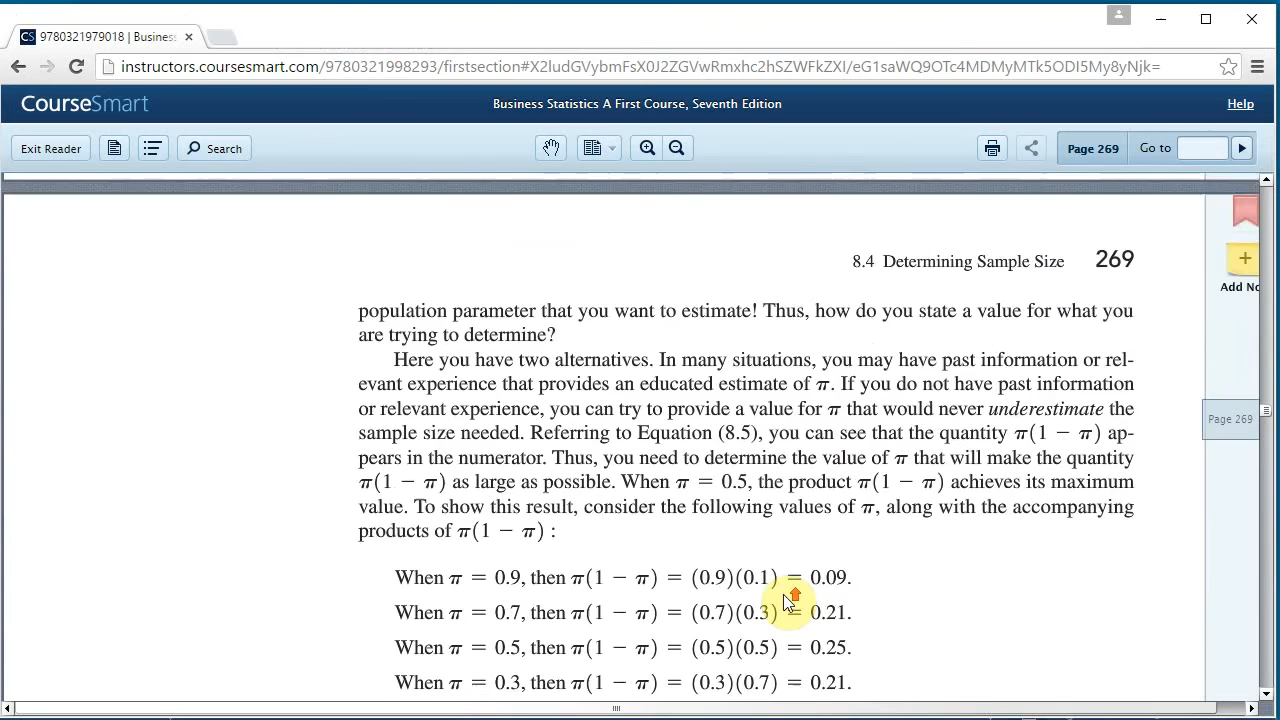 9780321979018 | Business
instructors.coursesmart.com/9780321998293/firstsection#X2ludGVybmFsX0J2ZGVwRmxhc2hSZWFkZXI/eG1saWQ9OTc4MDMyMTk5ODI5My8yNjk=
CourseSmart
Business Statistics A First Course, Seventh Edition
Help
Exit Reader
Search
Page 269
Go to
8.4 Determining Sample Size 269
Add No
population parameter that you want to estimate! Thus, how do you state a value for what you
are trying to determine?
Here you have two alternatives. In many situations, you may have past information or rel-
evant experience that provides an educated estimate of π. If you do not have past information
or relevant experience, you can try to provide a value for π that would never underestimate the
Page 269
sample size needed. Referring to Equation (8.5), you can see that the quantity π(1 − π) ap-
pears in the numerator. Thus, you need to determine the value of π that will make the quantity
π(1 − π) as large as possible. When π = 0.5, the product π(1 − π) achieves its maximum
value. To show this result, consider the following values of π, along with the accompanying
products of π(1 − π) :
When π = 0.9, then π(1 − π) = (0.9)(0.1) = 0.09.
When π = 0.7, then π(1 − π) = (0.7)(0.3) = 0.21.
When π = 0.5, then π(1 − π) = (0.5)(0.5) = 0.25.
When π = 0.3, then π(1 − π) = (0.3)(0.7) = 0.21.